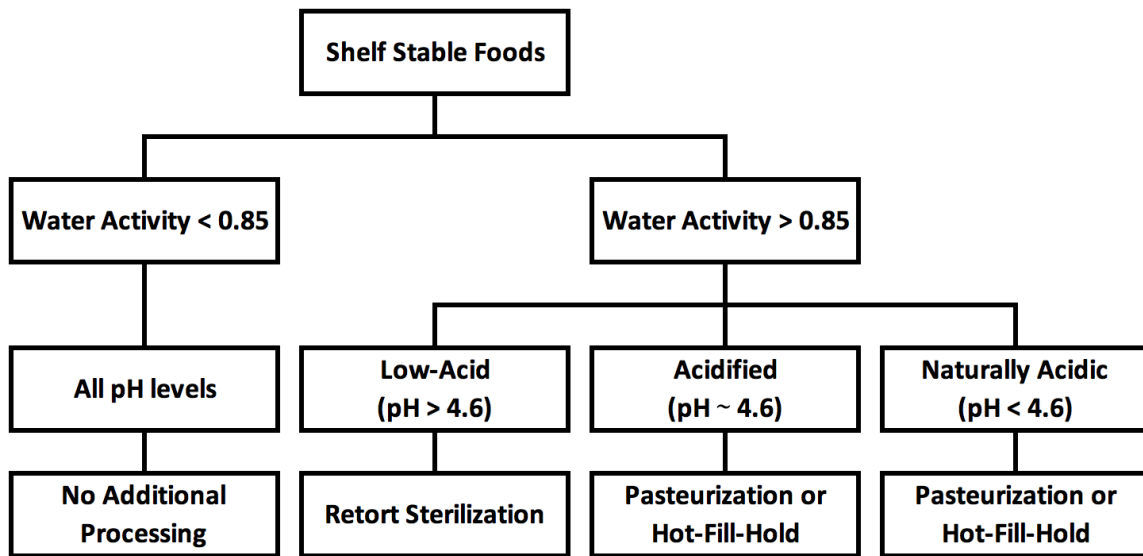 Shelf Stable Foods
Water Activity < 0.85
Water Activity > 0.85
All pH levels
Low-Acid
(pH > 4.6)
Acidified
(pH ~ 4.6)
Naturally Acidic
(pH < 4.6)
No Additional
Processing
Retort Sterilization
Pasteurization or
Hot-Fill-Hold
Pasteurization or
Hot-Fill-Hold